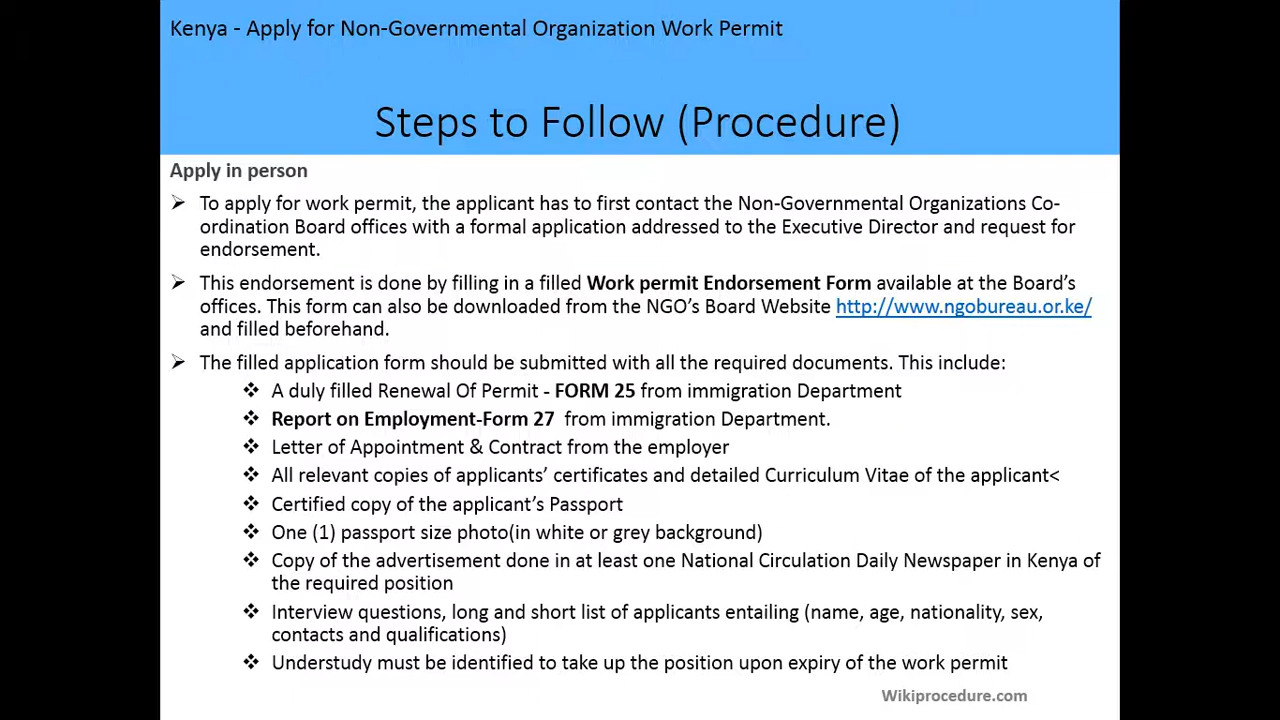 Kenya - Apply for Non-Governmental Organization Work Permit
Steps to Follow (Procedure)
Apply in person
➢ To apply for work permit, the applicant has to first contact the Non-Governmental Organizations Co-
ordination Board offices with a formal application addressed to the Executive Director and request for
endorsement.
➢ This endorsement is done by filling in a filled Work permit Endorsement Form available at the Board’s
offices. This form can also be downloaded from the NGO’s Board Website http://www.ngobureau.or.ke/
and filled beforehand.
➢ The filled application form should be submitted with all the required documents. This include:
❖ A duly filled Renewal Of Permit - FORM 25 from immigration Department
❖ Report on Employment-Form 27 from immigration Department.
❖ Letter of Appointment & Contract from the employer
❖ All relevant copies of applicants’ certificates and detailed Curriculum Vitae of the applicant<
❖ Certified copy of the applicant’s Passport
❖ One (1) passport size photo(in white or grey background)
❖ Copy of the advertisement done in at least one National Circulation Daily Newspaper in Kenya of
the required position
❖ Interview questions, long and short list of applicants entailing (name, age, nationality, sex,
contacts and qualifications)
❖ Understudy must be identified to take up the position upon expiry of the work permit
Wikiprocedure.com